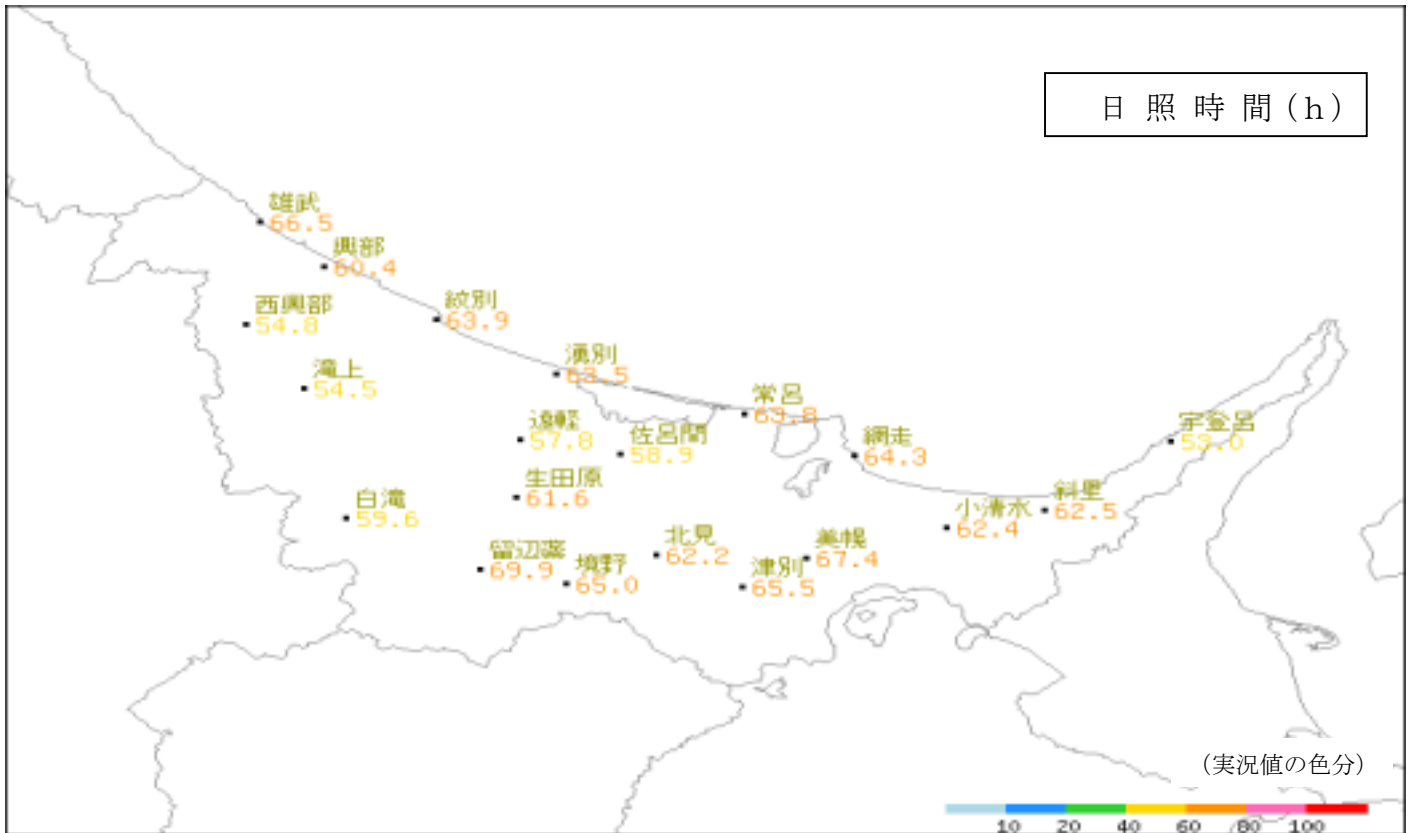 日照時間(h)
雄武
66.5
興部
60.4
西興部
54.8
紋別
63.9
滝上
54.5
湧別
63.5
常呂
63.8
遠軽
57.8
佐呂間
58.9
網走
64.3
宇登呂
53.0
生田原
61.6
白滝
59.6
小清水
62.4
斜里
62.5
留辺蘂
69.9
境野
65.0
北見
62.2
津別
65.5
美幌
67.4
(実況値の色分)
10 20 40 60 80 100